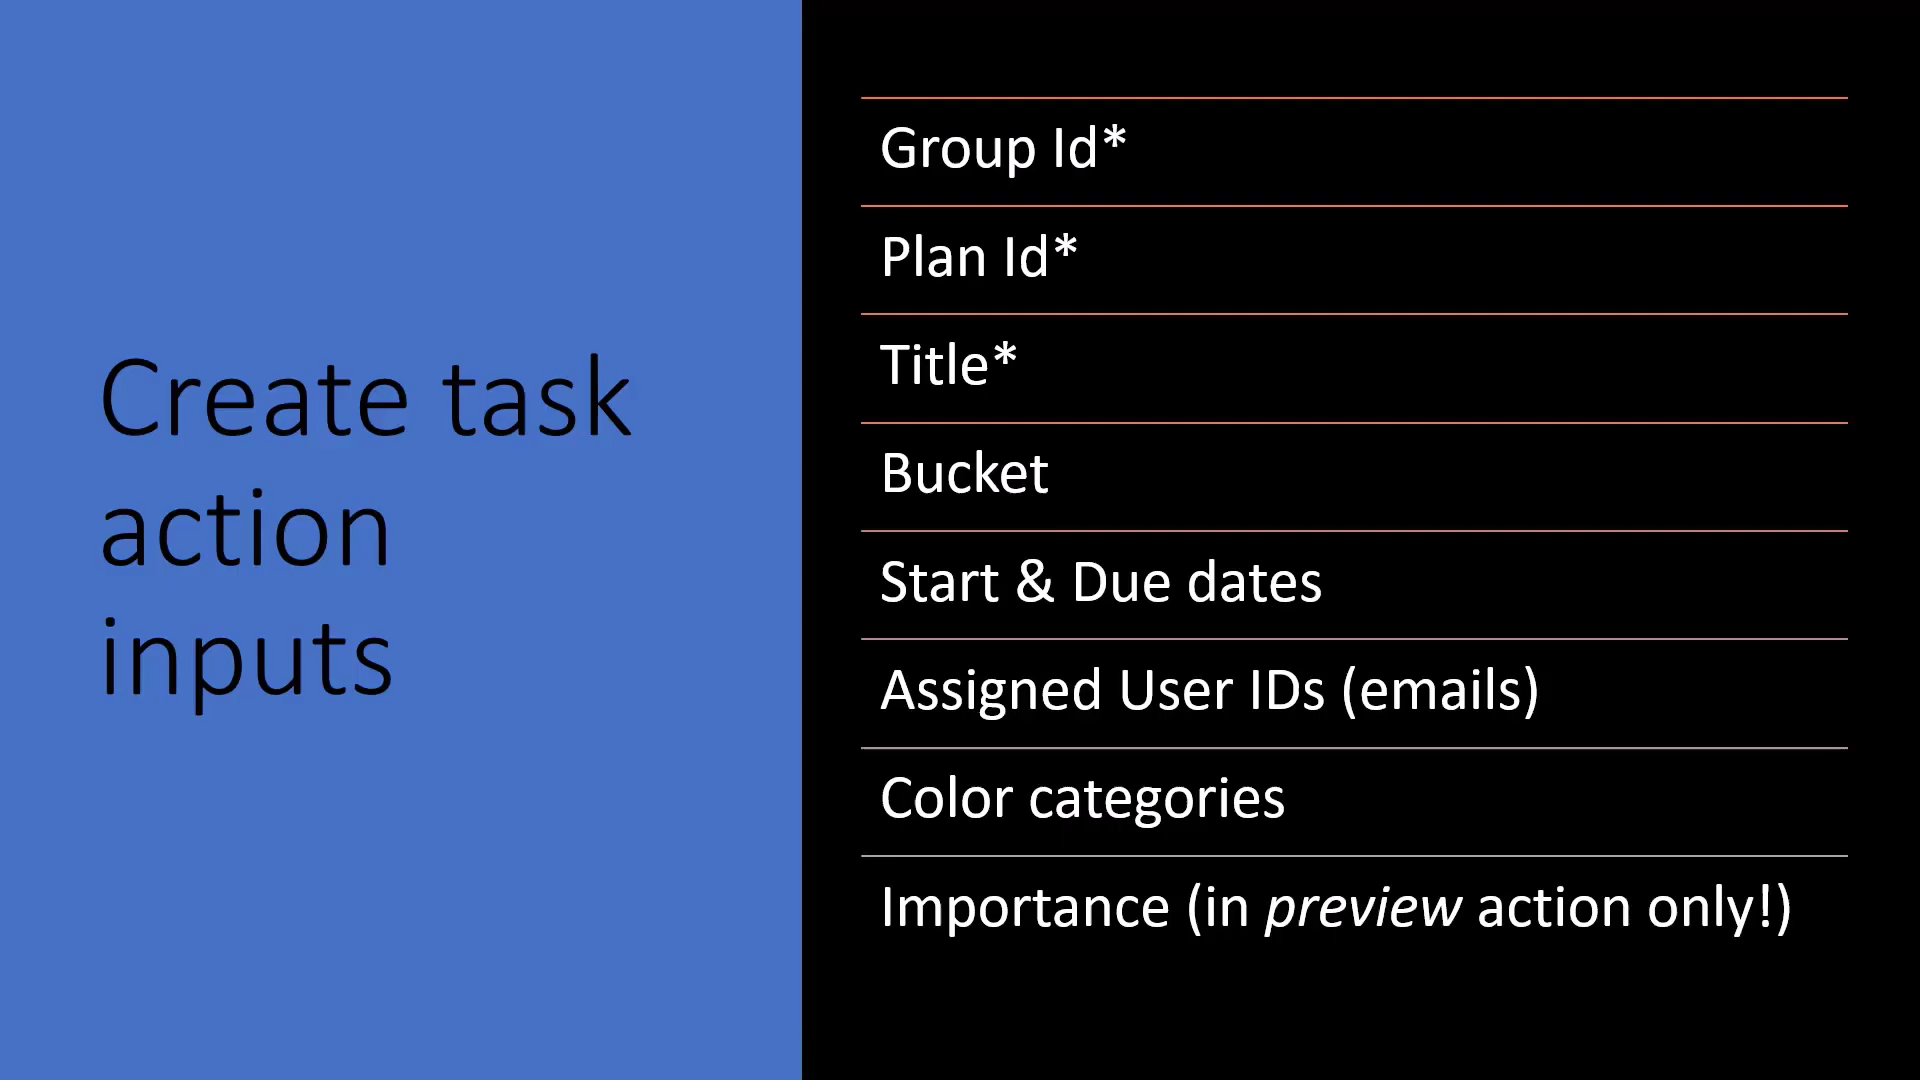 Create task
action
inputs
Group Id*
Plan Id*
Title*
Bucket
Start & Due dates
Assigned User IDs (emails)
Color categories
Importance (in preview action only!)